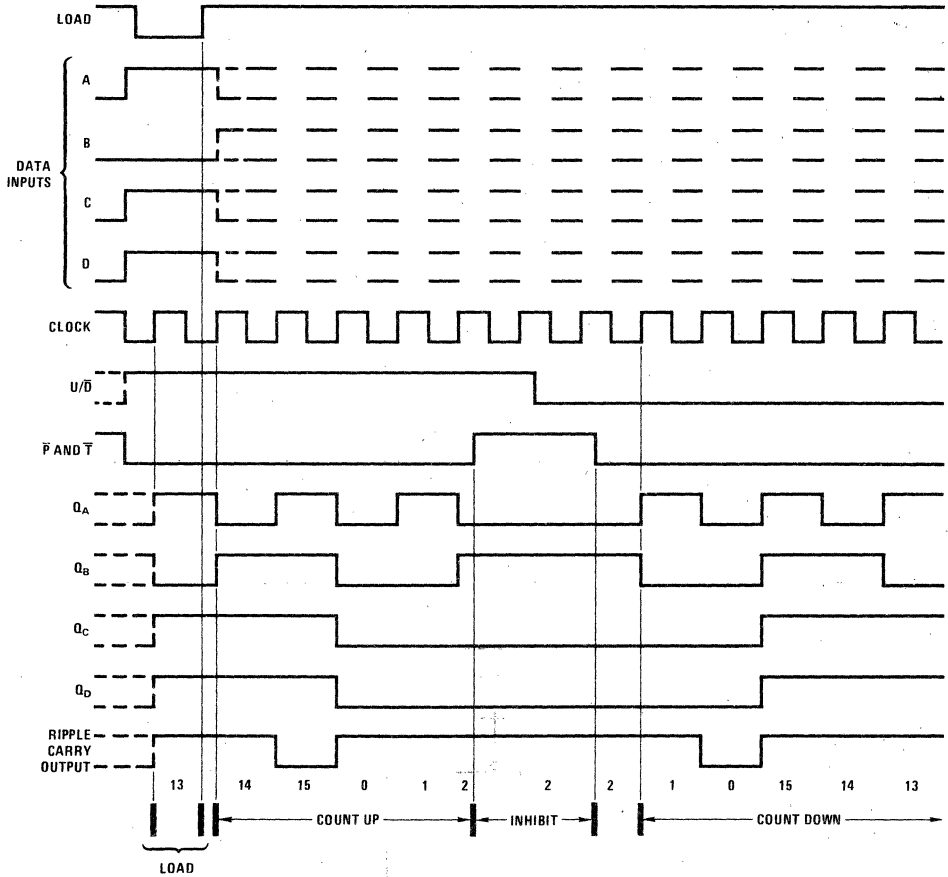 LOAD
A
B
DATA
INPUTS
C
D
CLOCK
U/D̅
P̅ AND T̅
Q_A
Q_B
Q_C
Q_D
RIPPLE
CARRY
OUTPUT
13 14 15 0 1 2 2 2 1 0 15 14 13
COUNT UP INHIBIT COUNT DOWN
LOAD